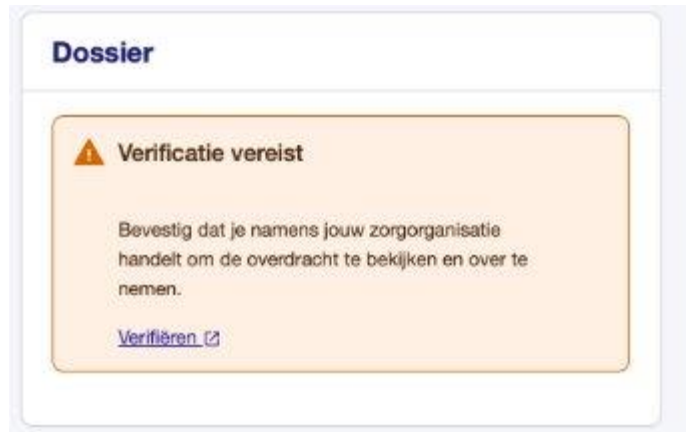 Dossier
Verificatie vereist
Bevestig dat je namens jouw zorgorganisatie
handelt om de overdracht te bekijken en over te
nemen.
Verifiëren